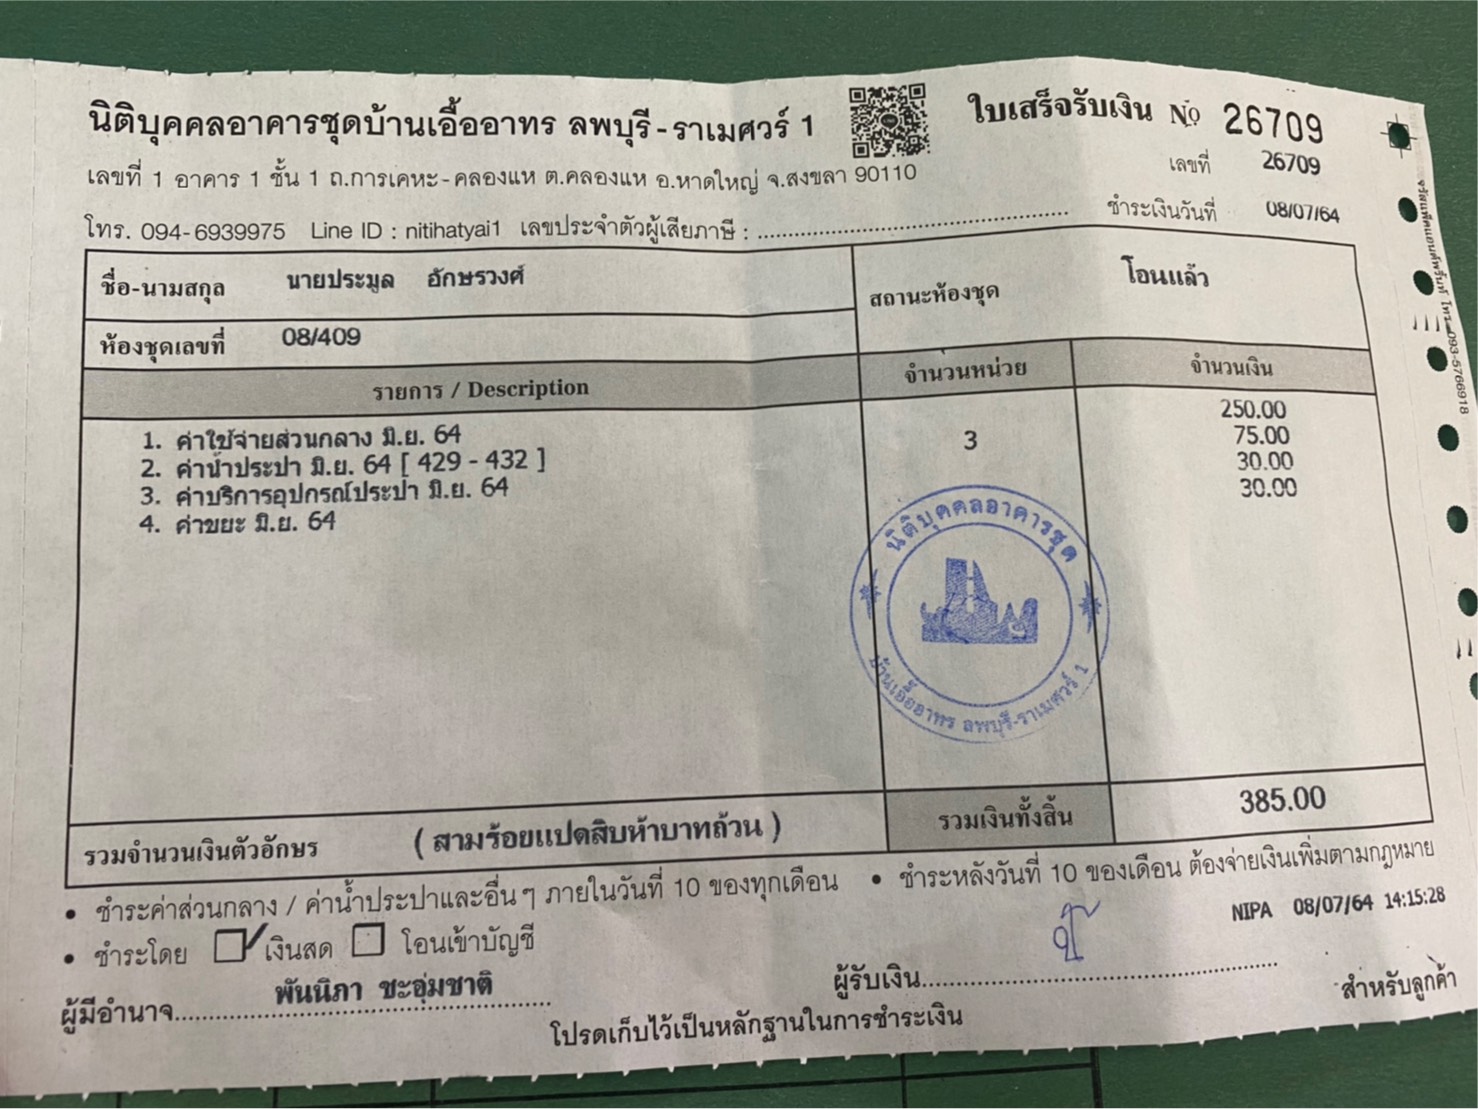 นิติบุคคลอาคารชุดบ้านเอื้ออาทร ลพบุรี-ราเมศวร์ 1
ใบเสร็จรับเงิน № 26709
เลขที่ 1 อาคาร 1 ชั้น 1 ถ.การเคหะ-คลองแห ต.คลองแห อ.หาดใหญ่ จ.สงขลา 90110
เลขที่ 26709
โทร. 094-6939975 Line ID : nitihatyai1 เลขประจำตัวผู้เสียภาษี :
ชำระเงินวันที่ 08/07/64
ชื่อ-นามสกุล นายประมูล อักษรวงศ์
สถานะห้องชุด โอนแล้ว
ห้องชุดเลขที่ 08/409
รายการ / Description จำนวนหน่วย จำนวนเงิน
1. ค่าใช้จ่ายส่วนกลาง มิ.ย. 64 250.00
2. ค่าน้ำประปา มิ.ย. 64 [ 429 - 432 ] 3 75.00
3. ค่าบริการอุปกรณ์ประปา มิ.ย. 64 30.00
4. ค่าขยะ มิ.ย. 64 30.00
นิติบุคคลอาคารชุด
บ้านเอื้ออาทร ลพบุรี-ราเมศวร์ 1
รวมจำนวนเงินตัวอักษร ( สามร้อยแปดสิบห้าบาทถ้วน ) รวมเงินทั้งสิ้น 385.00
• ชำระค่าส่วนกลาง / ค่าน้ำประปาและอื่นๆ ภายในวันที่ 10 ของทุกเดือน • ชำระหลังวันที่ 10 ของเดือน ต้องจ่ายเงินเพิ่มตามกฎหมาย
NIPA 08/07/64 14:15:28
• ชำระโดย เงินสด โอนเข้าบัญชี
ผู้มีอำนาจ พันนิภา ชะอุ่มชาติ
ผู้รับเงิน
สำหรับลูกค้า
โปรดเก็บไว้เป็นหลักฐานในการชำระเงิน
โทร. 093-5766918